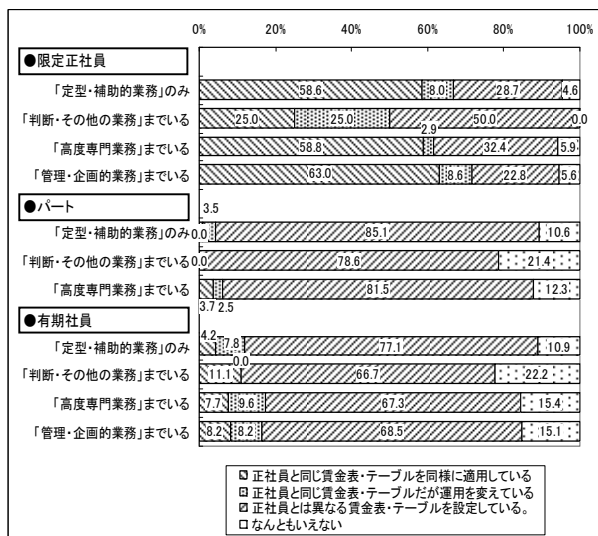 0% 20% 40% 60% 80% 100%
●限定正社員
「定型・補助的業務」のみ 58.6 8.0 28.7 4.6
「判断・その他の業務」までいる 25.0 25.0 50.0 0.0
「高度専門業務」までいる 58.8 2.9 32.4 5.9
「管理・企画的業務」までいる 63.0 8.6 22.8 5.6
●パート
「定型・補助的業務」のみ 0.0 3.5 85.1 10.6
「判断・その他の業務」までいる 0.0 78.6 21.4
「高度専門業務」までいる 3.7 2.5 81.5 12.3
●有期社員
「定型・補助的業務」のみ 4.2 7.8 77.1 10.9
「判断・その他の業務」までいる 11.1 0.0 66.7 22.2
「高度専門業務」までいる 7.7 9.6 67.3 15.4
「管理・企画的業務」までいる 8.2 8.2 68.5 15.1
正社員と同じ賃金表・テーブルを同様に適用している
正社員と同じ賃金表・テーブルだが運用を変えている
正社員とは異なる賃金表・テーブルを設定している。
なんともいえない